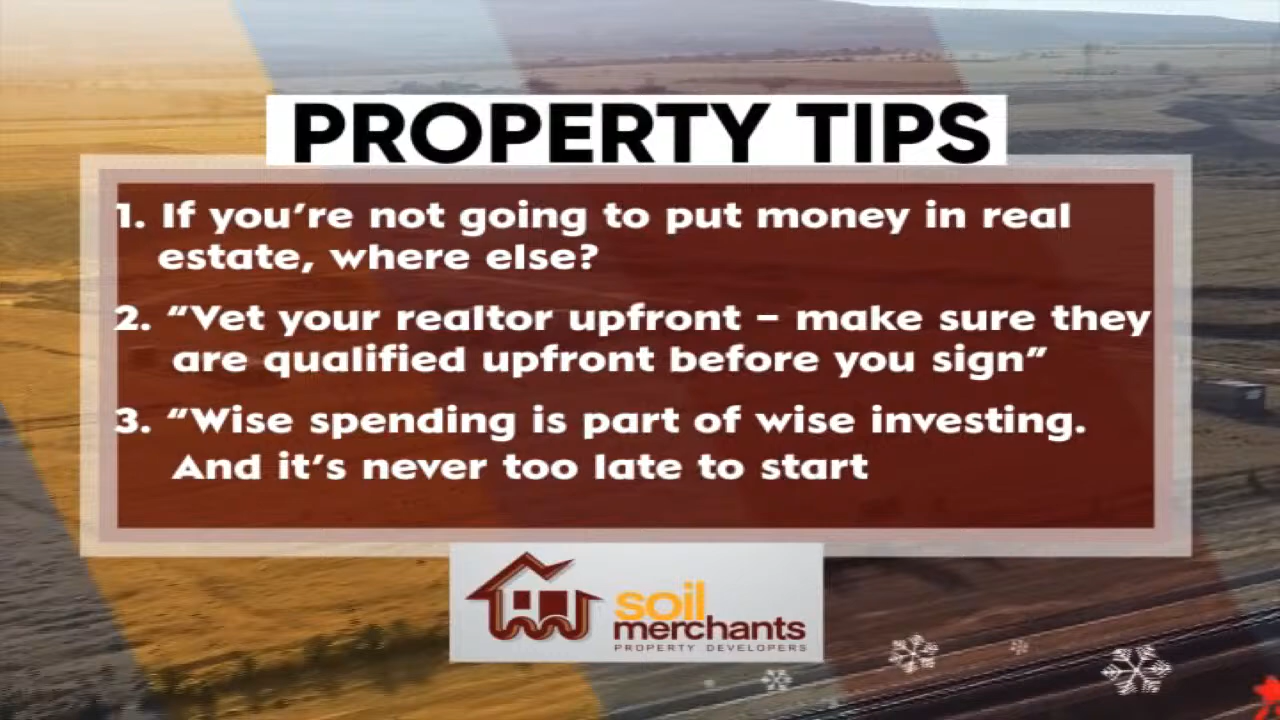 PROPERTY TIPS
1. If you’re not going to put money in real
estate, where else?
2. “Vet your realtor upfront – make sure they
are qualified upfront before you sign”
3. “Wise spending is part of wise investing.
And it’s never too late to start
soil
merchants
PROPERTY DEVELOPERS